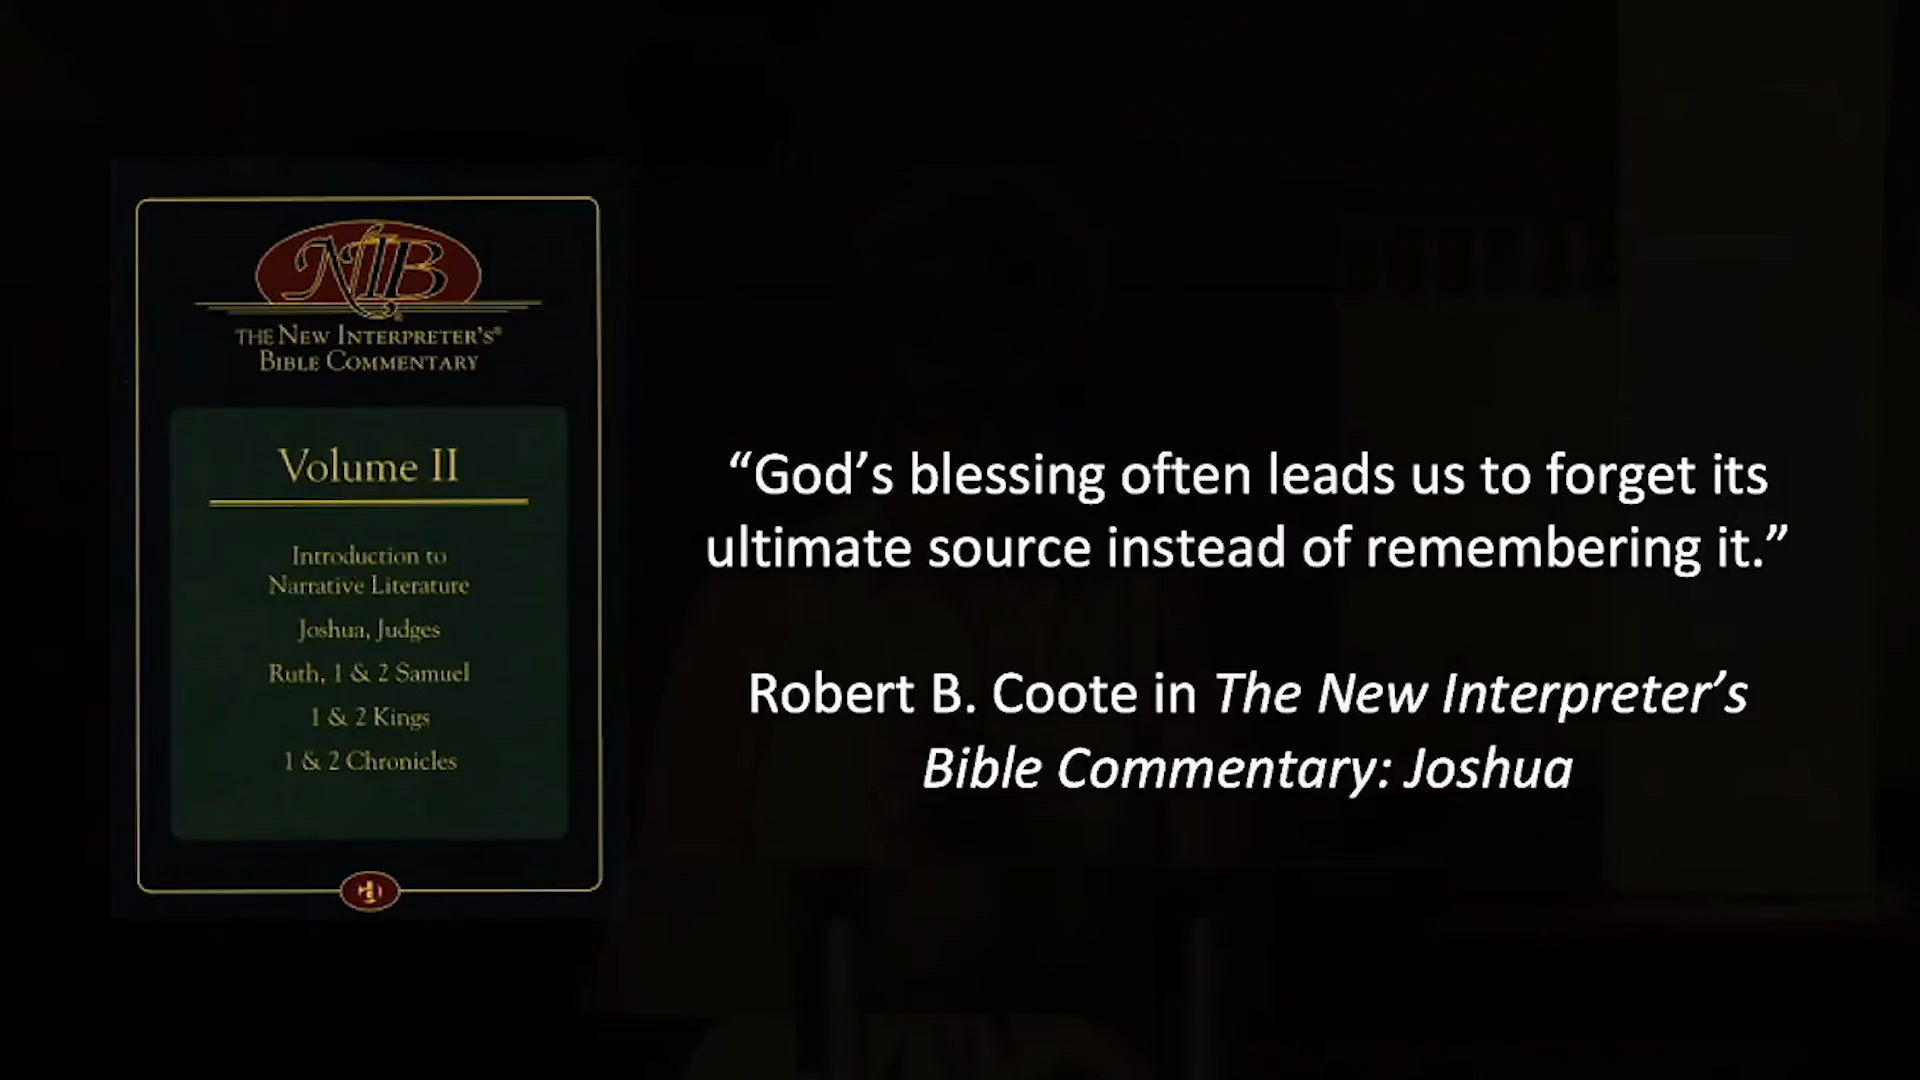 NIB
THE NEW INTERPRETER'S®
BIBLE COMMENTARY
Volume II
Introduction to
Narrative Literature
Joshua, Judges
Ruth, 1 & 2 Samuel
1 & 2 Kings
1 & 2 Chronicles
“God’s blessing often leads us to forget its
ultimate source instead of remembering it.”
Robert B. Coote in The New Interpreter’s
Bible Commentary: Joshua